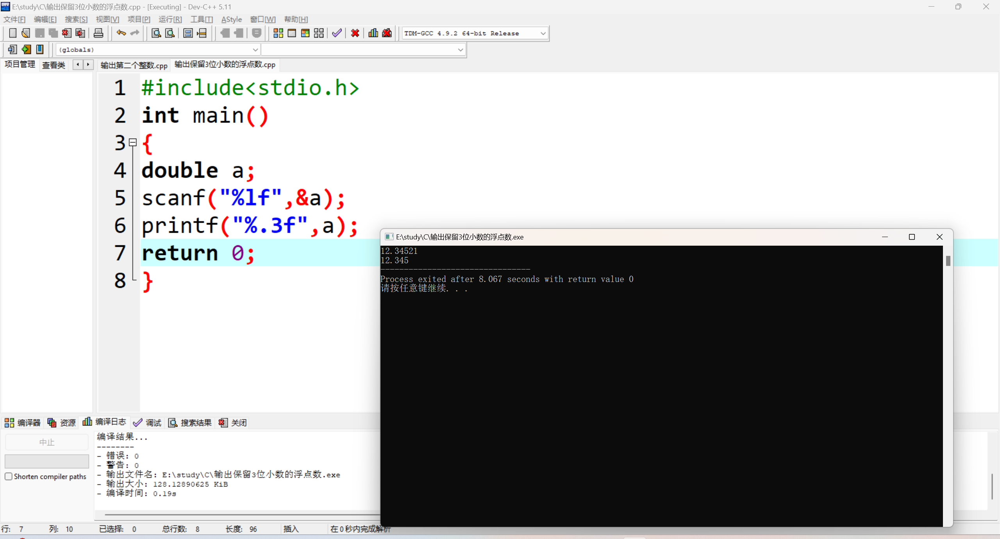 E:\study\C\输出保留3位小数的浮点数.cpp - [Executing] - Dev-C++ 5.11
文件[F] 编辑[E] 搜索[S] 视图[V] 项目[P] 运行[R] 工具[T] AStyle 窗口[W] 帮助[H]
TDM-GCC 4.9.2 64-bit Release
(globals)
项目管理 查看类 输出第二个整数.cpp 输出保留3位小数的浮点数.cpp
1 #include<stdio.h>
2 int main()
3 {
4 double a;
5 scanf("%lf",&a);
6 printf("%.3f",a);
7 return 0;
8 }
E:\study\C\输出保留3位小数的浮点数.exe
12.34521
12.345
--------------------------------
Process exited after 8.067 seconds with return value 0
请按任意键继续. . .
编译器 资源 编译日志 调试 搜索结果 关闭
中止
Shorten compiler paths
编译结果...
--------
- 错误: 0
- 警告: 0
- 输出文件名: E:\study\C\输出保留3位小数的浮点数.exe
- 输出大小: 128.12890625 KiB
- 编译时间: 0.19s
行: 7 列: 10 已选择: 0 总行数: 8 长度: 96 插入 在 0 秒内完成解析